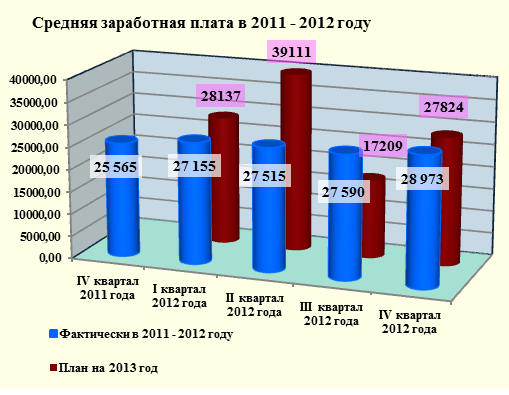 Средняя заработная плата в 2011 - 2012 году
40000,00
35000,00
30000,00
25000,00
20000,00
15000,00
10000,00
5000,00
0,00
25 565
27 155
28137
27 515
39111
27 590
17209
28 973
27824
IV квартал
2011 года
I квартал
2012 года
II квартал
2012 года
III квартал
2012 года
IV квартал
2012 года
Фактически в 2011 - 2012 году
План на 2013 год